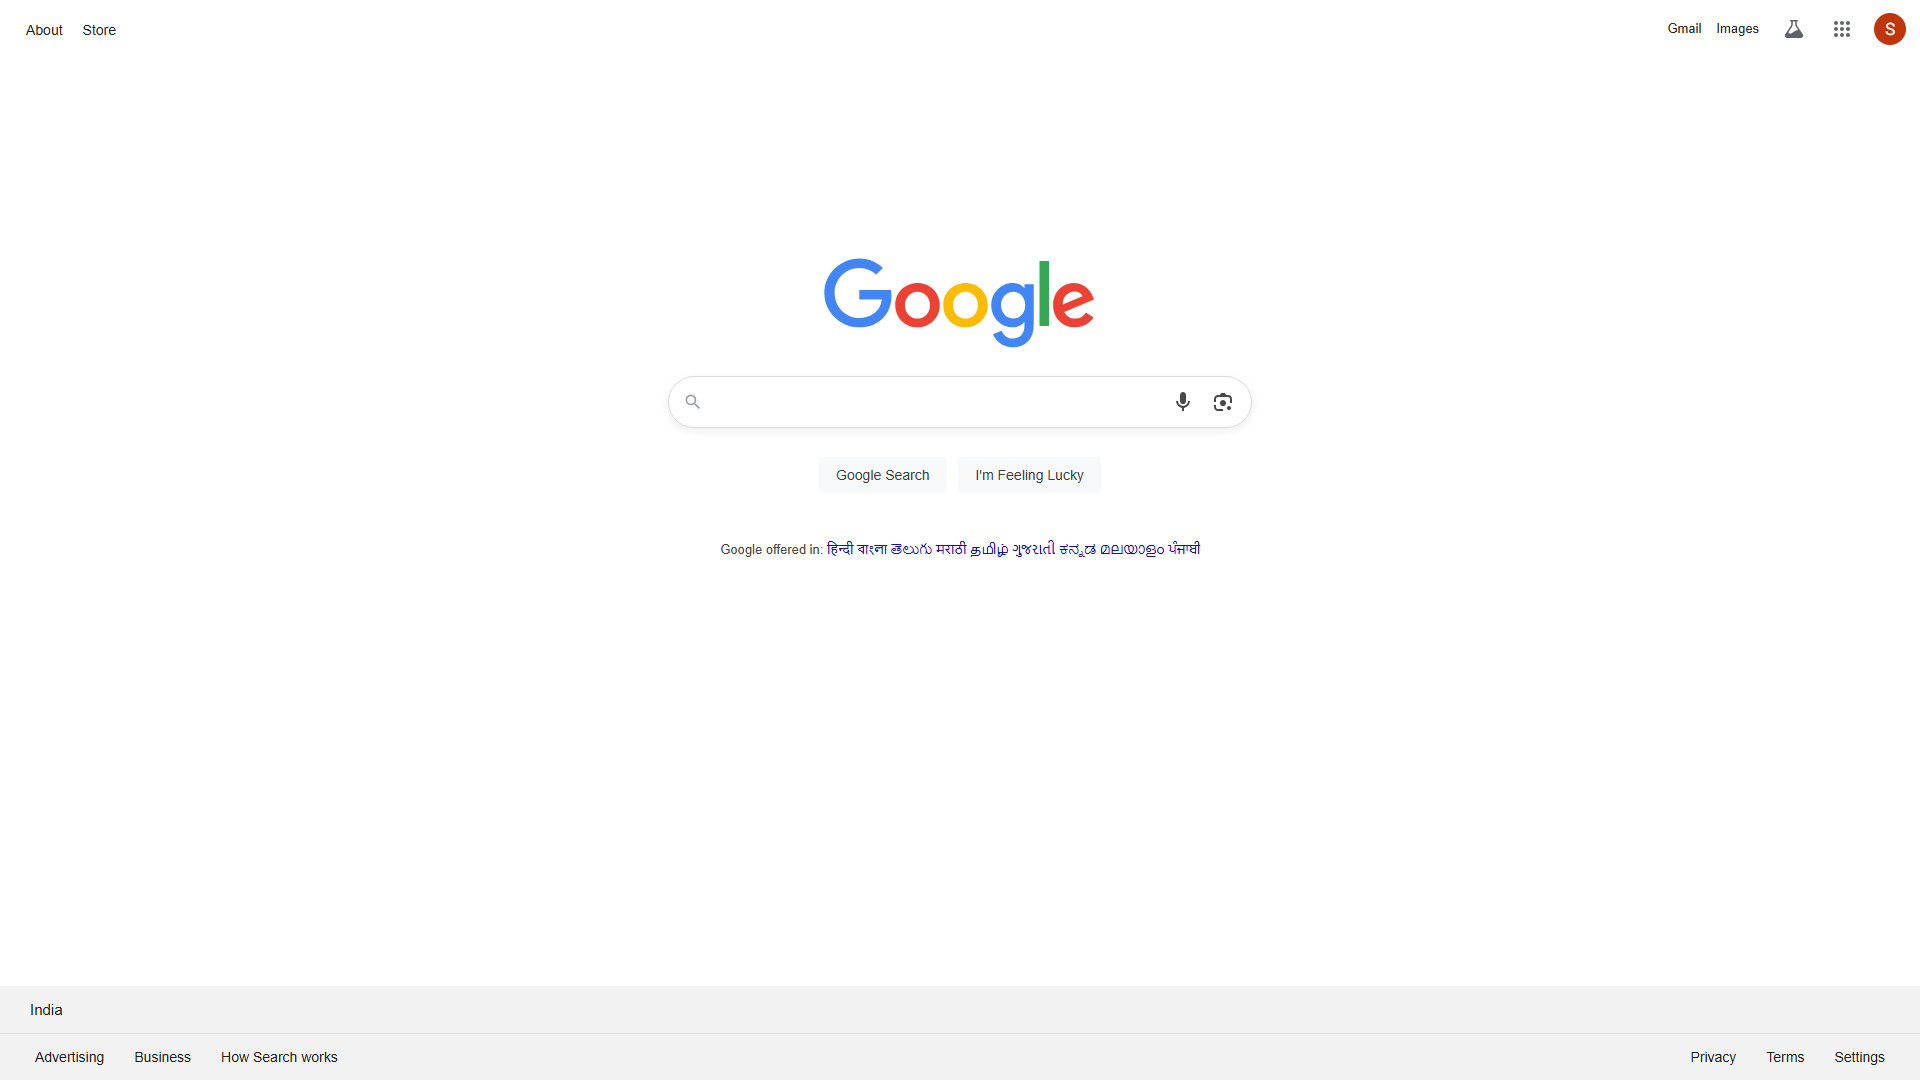 About Store
Gmail Images
S
Google
Google Search I'm Feeling Lucky
Google offered in: हिन्दी বাংলা తెలుగు मराठी தமிழ் ગુજરાતી ಕನ್ನಡ മലയാളം ਪੰਜਾਬੀ
India
Advertising Business How Search works
Privacy Terms Settings